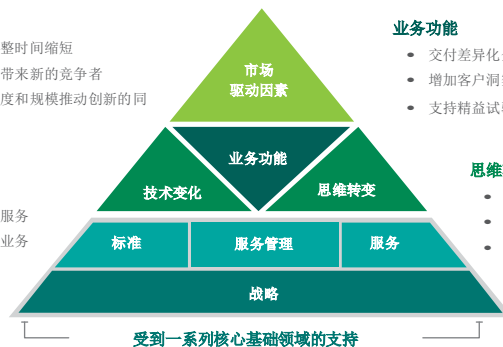 业务功能
整时间缩短
带来新的竞争者
度和规模推动创新的同
交付差异化
增加客户洞
支持精益试
市场
驱动因素
业务功能
技术变化
思维转变
思维
服务
业务
标准
服务管理
服务
战略
受到一系列核心基础领域的支持